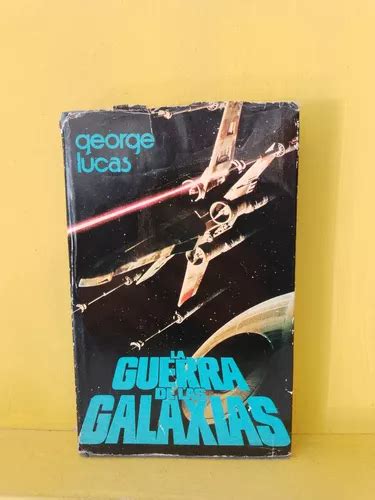 george
lucas
LA
GUERRA
DE LAS
GALAXIAS